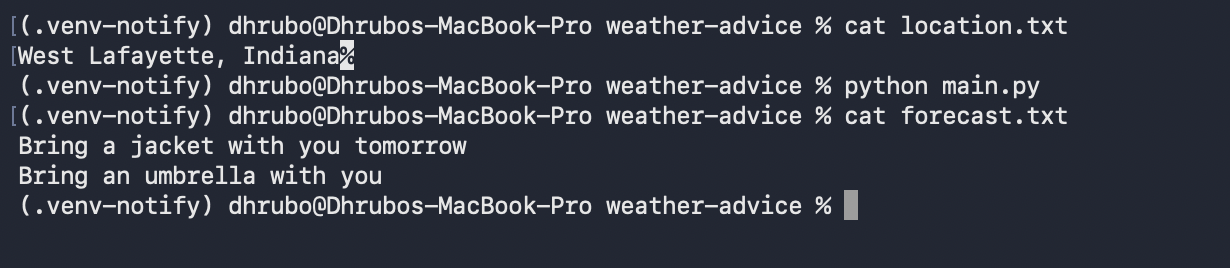 [(.venv-notify) dhrubo@Dhrubos-MacBook-Pro weather-advice % cat location.txt
[West Lafayette, Indiana%
(.venv-notify) dhrubo@Dhrubos-MacBook-Pro weather-advice % python main.py
[(.venv-notify) dhrubo@Dhrubos-MacBook-Pro weather-advice % cat forecast.txt
Bring a jacket with you tomorrow
Bring an umbrella with you
(.venv-notify) dhrubo@Dhrubos-MacBook-Pro weather-advice %